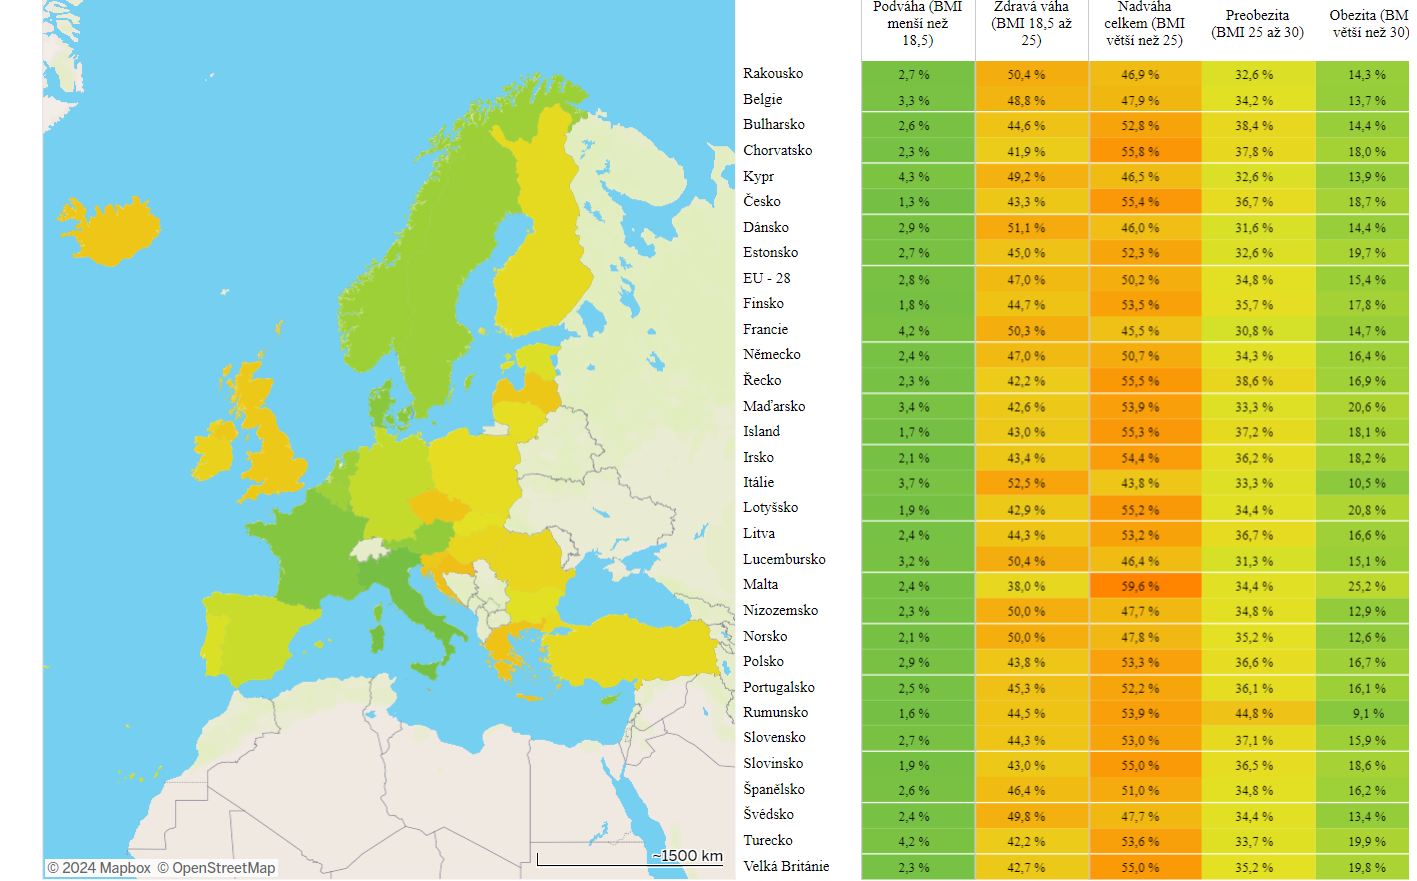 Podváha (BMI menší než 18,5) Zdravá váha (BMI 18,5 až 25) Nadváha celkem (BMI větší než 25) Preobezita (BMI 25 až 30) Obezita (BM větší než 30)
Rakousko 2,7 % 50,4 % 46,9 % 32,6 % 14,3 %
Belgie 3,3 % 48,8 % 47,9 % 34,2 % 13,7 %
Bulharsko 2,6 % 44,6 % 52,8 % 38,4 % 14,4 %
Chorvatsko 2,3 % 41,9 % 55,8 % 37,8 % 18,0 %
Kypr 4,3 % 49,2 % 46,5 % 32,6 % 13,9 %
Česko 1,3 % 43,3 % 55,4 % 36,7 % 18,7 %
Dánsko 2,9 % 51,1 % 46,0 % 31,6 % 14,4 %
Estonsko 2,7 % 45,0 % 52,3 % 32,6 % 19,7 %
EU - 28 2,8 % 47,0 % 50,2 % 34,8 % 15,4 %
Finsko 1,8 % 44,7 % 53,5 % 35,7 % 17,8 %
Francie 4,2 % 50,3 % 45,5 % 30,8 % 14,7 %
Německo 2,4 % 47,0 % 50,7 % 34,3 % 16,4 %
Řecko 2,3 % 42,2 % 55,5 % 38,6 % 16,9 %
Maďarsko 3,4 % 42,6 % 53,9 % 33,3 % 20,6 %
Island 1,7 % 43,0 % 55,3 % 37,2 % 18,1 %
Irsko 2,1 % 43,4 % 54,4 % 36,2 % 18,2 %
Itálie 3,7 % 52,5 % 43,8 % 33,3 % 10,5 %
Lotyšsko 1,9 % 42,9 % 55,2 % 34,4 % 20,8 %
Litva 2,4 % 44,3 % 53,2 % 36,7 % 16,6 %
Lucembursko 3,2 % 50,4 % 46,4 % 31,3 % 15,1 %
Malta 2,4 % 38,0 % 59,6 % 34,4 % 25,2 %
Nizozemsko 2,3 % 50,0 % 47,7 % 34,8 % 12,9 %
Norsko 2,1 % 50,0 % 47,8 % 35,2 % 12,6 %
Polsko 2,9 % 43,8 % 53,3 % 36,6 % 16,7 %
Portugalsko 2,5 % 45,3 % 52,2 % 36,1 % 16,1 %
Rumunsko 1,6 % 44,5 % 53,9 % 44,8 % 9,1 %
Slovensko 2,7 % 44,3 % 53,0 % 37,1 % 15,9 %
Slovinsko 1,9 % 43,0 % 55,0 % 36,5 % 18,6 %
Španělsko 2,6 % 46,4 % 51,0 % 34,8 % 16,2 %
Švédsko 2,4 % 49,8 % 47,7 % 34,4 % 13,4 %
Turecko 4,2 % 42,2 % 53,6 % 33,7 % 19,9 %
Velká Británie 2,3 % 42,7 % 55,0 % 35,2 % 19,8 %
~1500 km
© 2024 Mapbox © OpenStreetMap